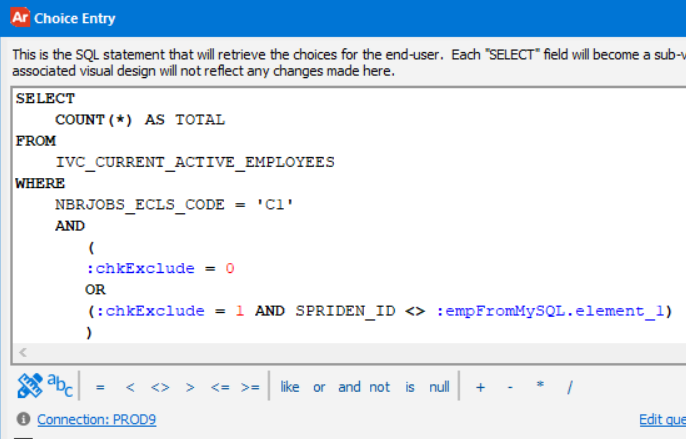 Ar Choice Entry
This is the SQL statement that will retrieve the choices for the end-user. Each "SELECT" field will become a sub-v
associated visual design will not reflect any changes made here.
SELECT
COUNT(*) AS TOTAL
FROM
IVC_CURRENT_ACTIVE_EMPLOYEES
WHERE
NBRJOBS_ECLS_CODE = 'C1'
AND
(
:chkExclude = 0
OR
(:chkExclude = 1 AND SPRIDEN_ID <> :empFromMySQL.element_1)
)
abc = < <> > <= >= like or and not is null + - * /
Connection: PROD9 Edit que